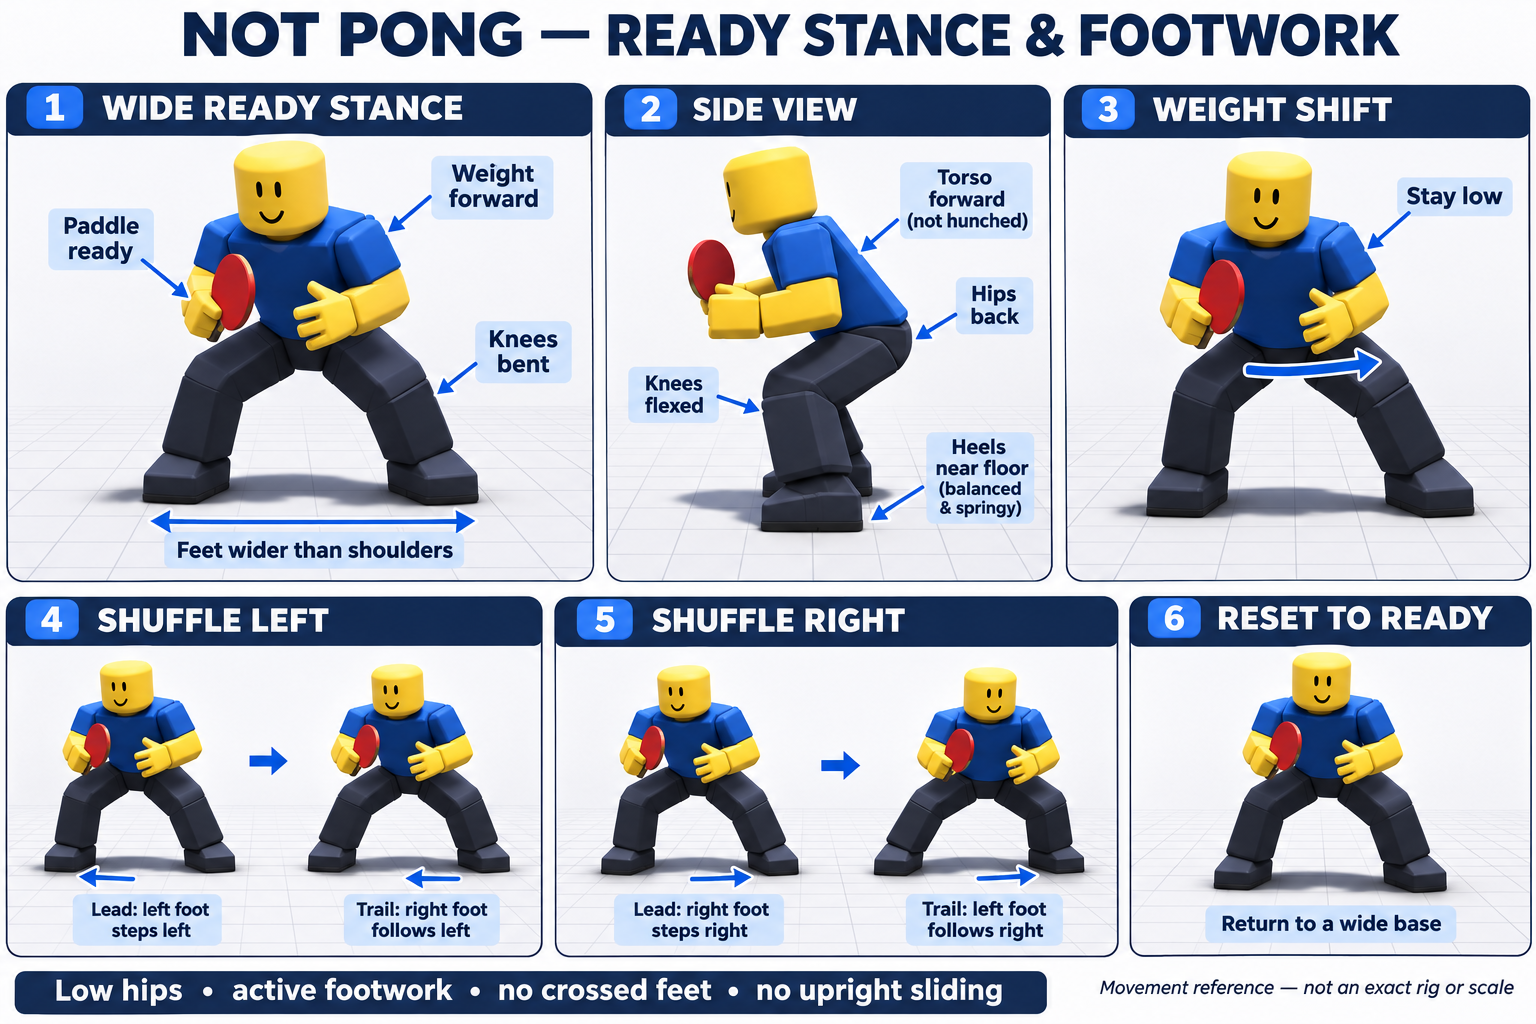 NOT PONG — READY STANCE & FOOTWORK
1 WIDE READY STANCE
Weight
forward
Paddle
ready
Knees
bent
Feet wider than shoulders
2 SIDE VIEW
Torso
forward
(not hunched)
Hips
back
Knees
flexed
Heels
near floor
(balanced
& springy)
3 WEIGHT SHIFT
Stay low
4 SHUFFLE LEFT
Lead: left foot
steps left
Trail: right foot
follows left
5 SHUFFLE RIGHT
Lead: right foot
steps right
Trail: left foot
follows right
6 RESET TO READY
Return to a wide base
Low hips • active footwork • no crossed feet • no upright sliding
Movement reference — not an exact rig or scale